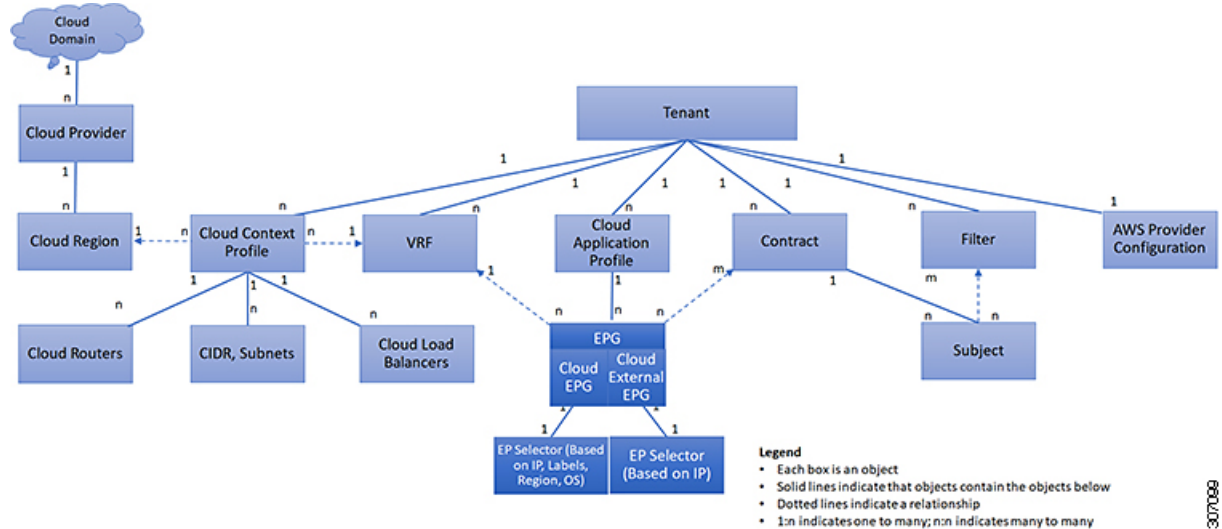 Cloud
Domain
1
n
Cloud Provider
Tenant
1
n
1
1
1
1
1
1
n
n
n
n
n
1
Cloud Region
1
n
Cloud Context
Profile
n
1
VRF
Cloud
Application
Profile
Contract
Filter
AWS Provider
Configuration
1
1
1
1
1
m
1
m
n
n
n
n
n
n
n
n
Cloud Routers
CIDR, Subnets
Cloud Load
Balancers
EPG
Cloud
EPG
Cloud
External
EPG
Subject
1
1
1
1
EP Selector (Based
on IP, Labels,
Region, OS)
EP Selector
(Based on IP)
Legend
• Each box is an object
• Solid lines indicate that objects contain the objects below
• Dotted lines indicate a relationship
• 1:n indicates one to many; n:n indicates many to many
307099